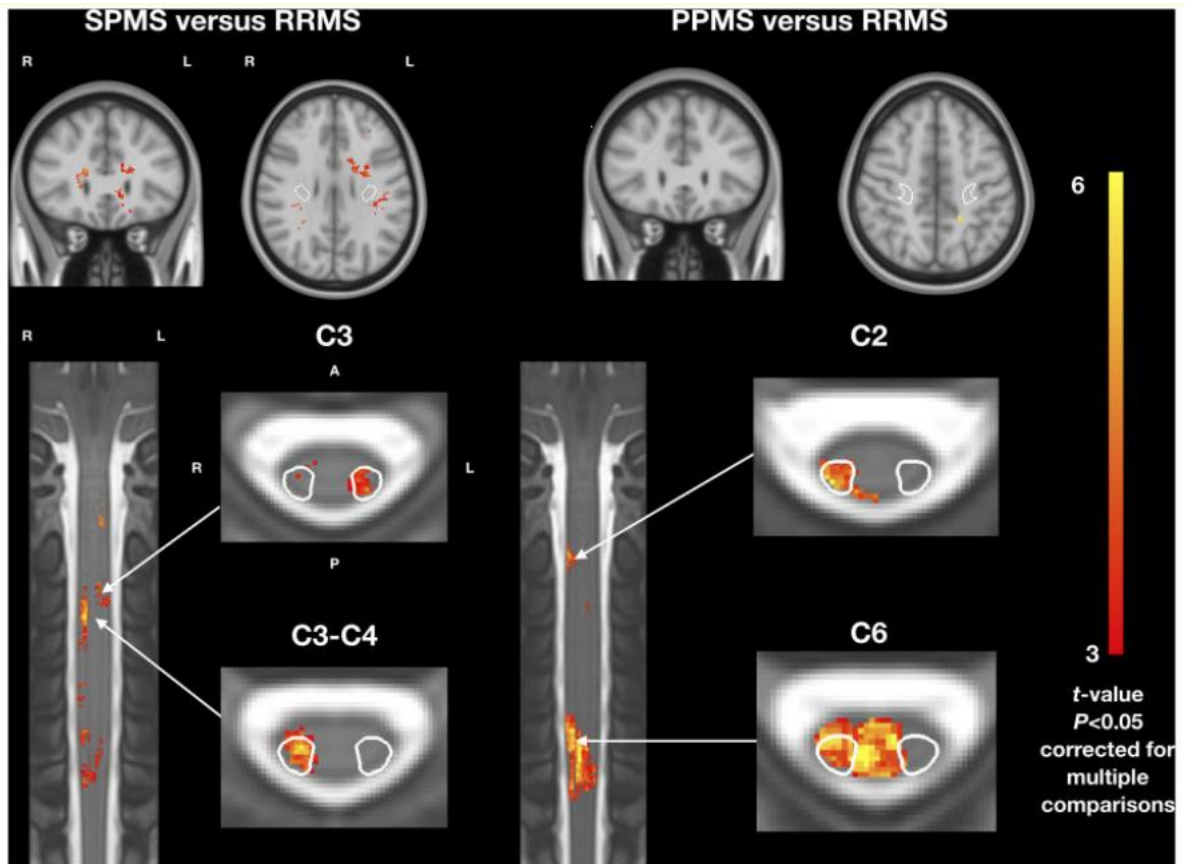 SPMS versus RRMS
PPMS versus RRMS
R
L
R
L
6
R
L
C3
C2
A
R
L
P
C3-C4
C6
3
t-value
P<0.05
corrected for
multiple
comparisons